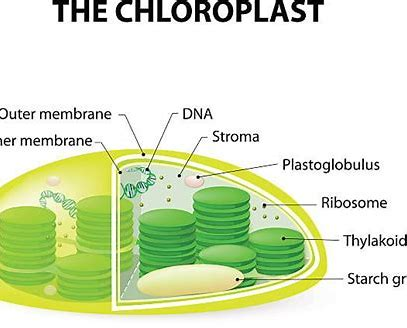 THE CHLOROPLAST
Outer membrane
DNA
ner membrane
Stroma
Plastoglobulus
Ribosome
Thylakoid
Starch gr